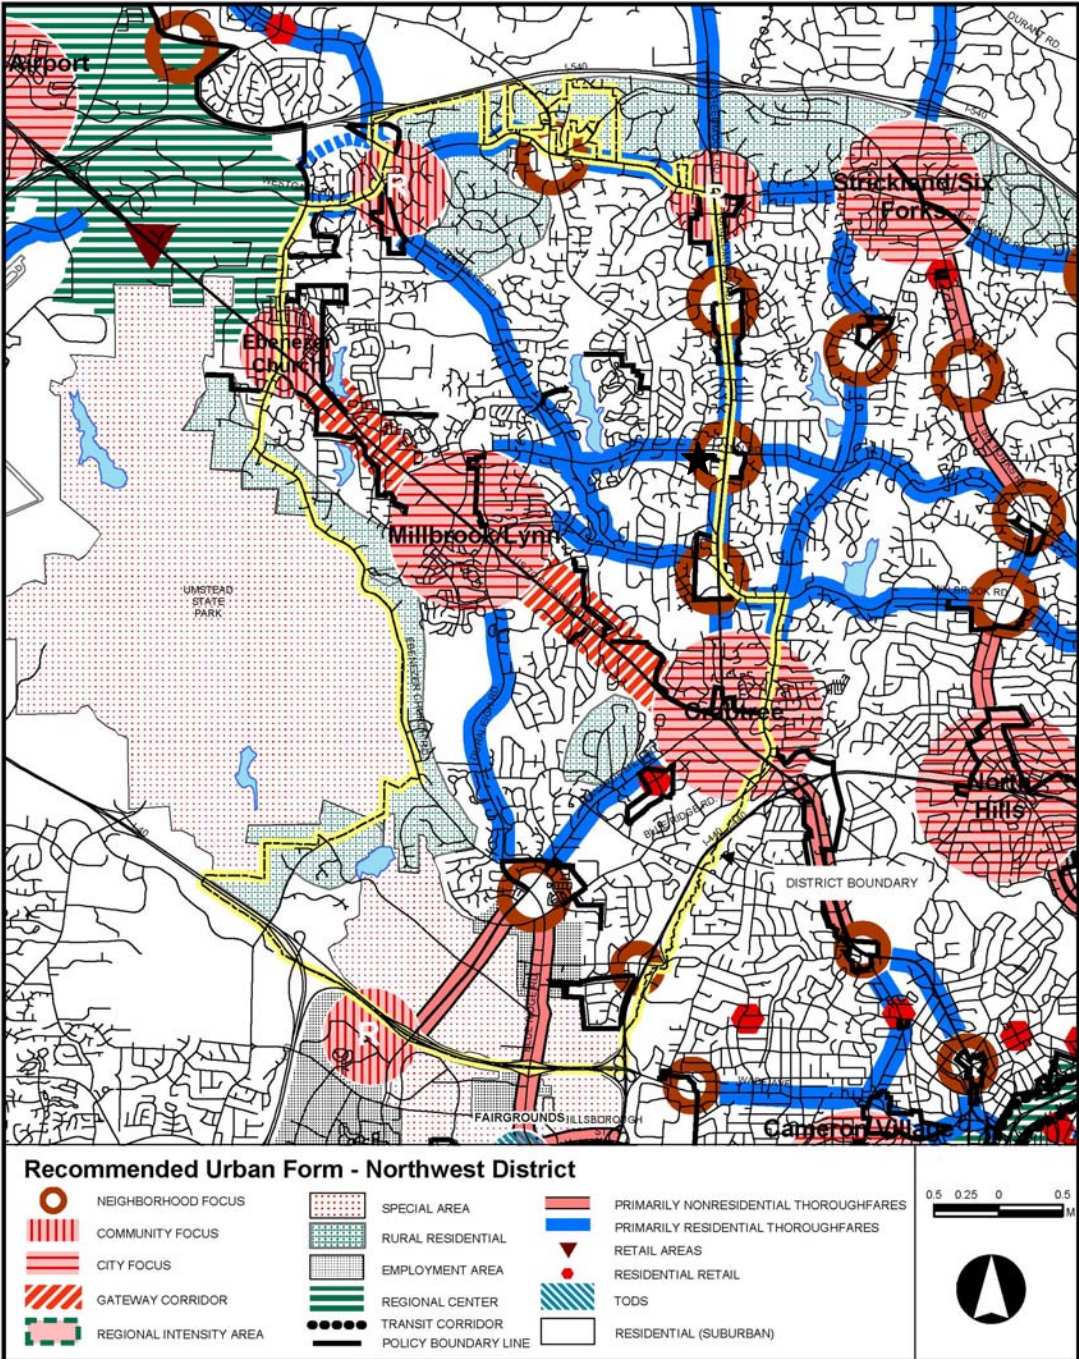 DURANT RD.
Airport
I-540
I-540
R
R
Strickland/Six
Forks
Ebenezer
Church
Millbrook/Lynn
UMSTEAD
STATE
PARK
MILLBROOK RD.
EBENEZER CHURCH RD.
Crabtree
North
Hills
BLUE RIDGE RD.
I-440
DISTRICT BOUNDARY
R
FAIRGROUNDS
HILLSBOROUGH
Cameron Village
Recommended Urban Form - Northwest District
NEIGHBORHOOD FOCUS
COMMUNITY FOCUS
CITY FOCUS
GATEWAY CORRIDOR
REGIONAL INTENSITY AREA
SPECIAL AREA
RURAL RESIDENTIAL
EMPLOYMENT AREA
REGIONAL CENTER
TRANSIT CORRIDOR
POLICY BOUNDARY LINE
PRIMARILY NONRESIDENTIAL THOROUGHFARES
PRIMARILY RESIDENTIAL THOROUGHFARES
RETAIL AREAS
RESIDENTIAL RETAIL
TODS
RESIDENTIAL (SUBURBAN)
0.5 0.25 0 0.5
M